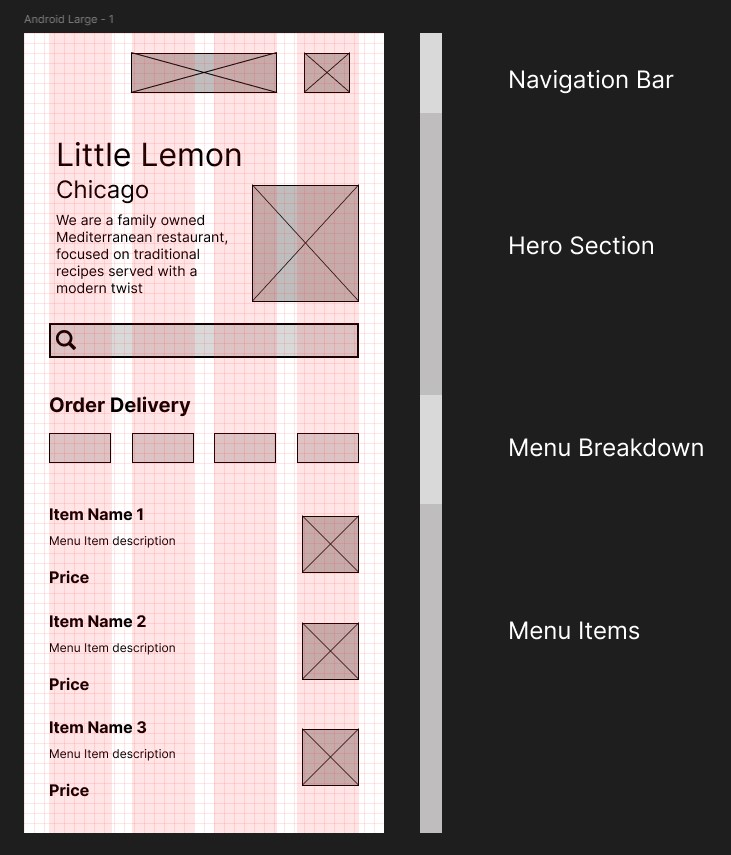 Android Large - 1
Navigation Bar
Little Lemon
Chicago
We are a family owned
Mediterranean restaurant,
focused on traditional
recipes served with a
modern twist
Hero Section
Order Delivery
Menu Breakdown
Item Name 1
Menu Item description
Price
Item Name 2
Menu Item description
Price
Menu Items
Item Name 3
Menu Item description
Price